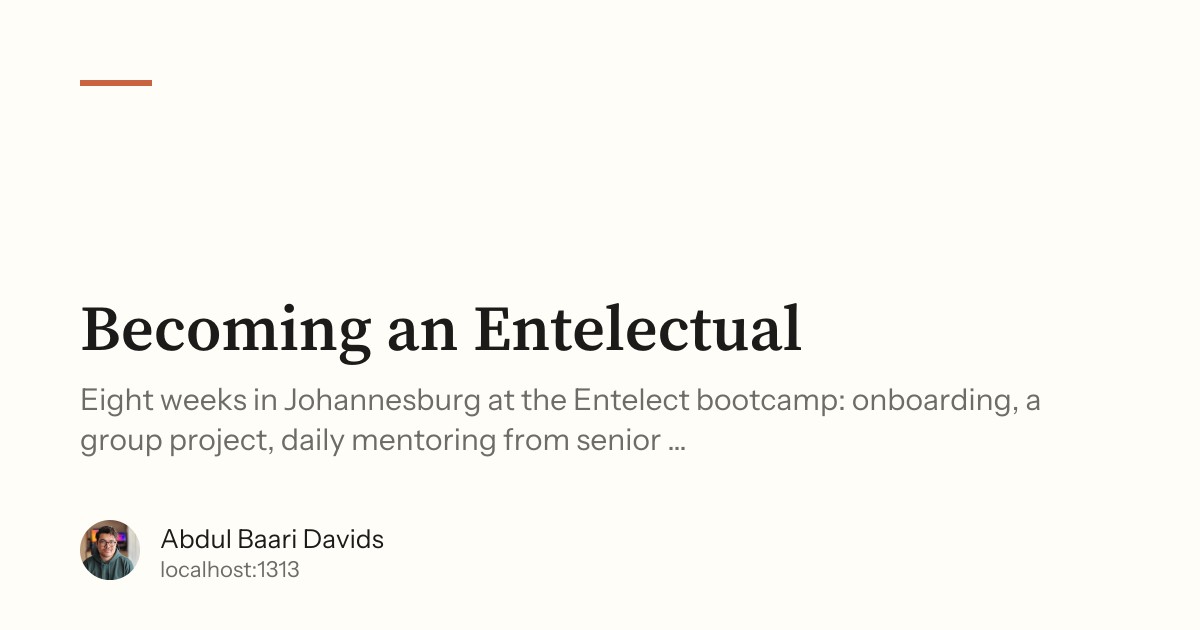 Becoming an Entelectual
Eight weeks in Johannesburg at the Entelect bootcamp: onboarding, a
group project, daily mentoring from senior ...
Abdul Baari Davids
localhost:1313